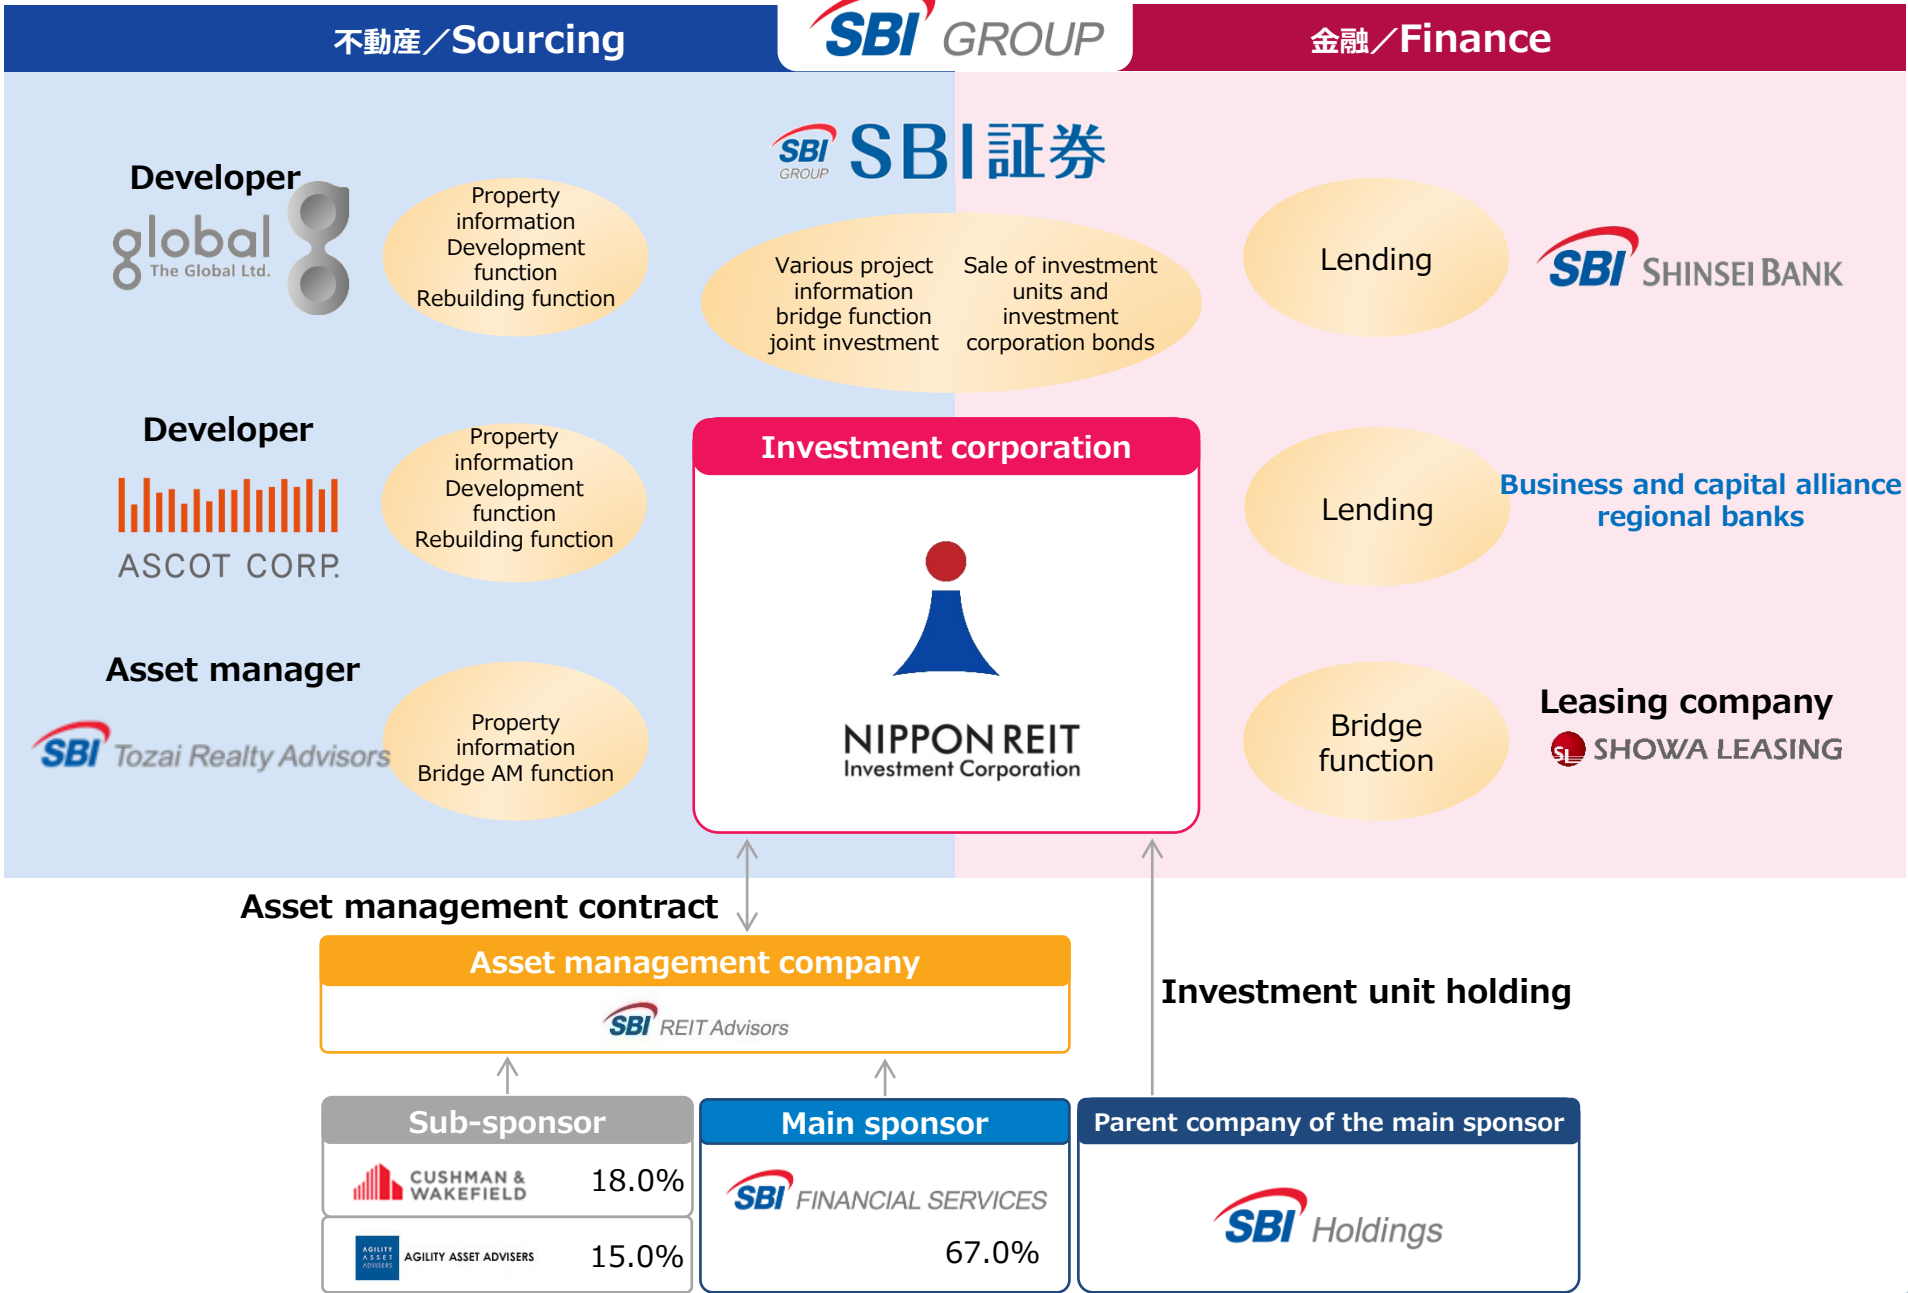 不動産／Sourcing
SBI GROUP
金融／Finance
SBI GROUP SBI証券
Developer
global
The Global Ltd.
Property
information
Development
function
Rebuilding function
Various project
information
bridge function
joint investment
Sale of investment
units and
investment
corporation bonds
Lending
SBI SHINSEI BANK
Developer
ASCOT CORP.
Property
information
Development
function
Rebuilding function
Investment corporation
NIPPON REIT
Investment Corporation
Lending
Business and capital alliance
regional banks
Asset manager
SBI Tozai Realty Advisors
Property
information
Bridge AM function
Bridge
function
Leasing company
SL SHOWA LEASING
Asset management contract
Asset management company
SBI REIT Advisors
Investment unit holding
Sub-sponsor
CUSHMAN &
WAKEFIELD
18.0%
AGILITY
ASSET
ADVISERS
AGILITY ASSET ADVISERS
15.0%
Main sponsor
SBI FINANCIAL SERVICES
67.0%
Parent company of the main sponsor
SBI Holdings